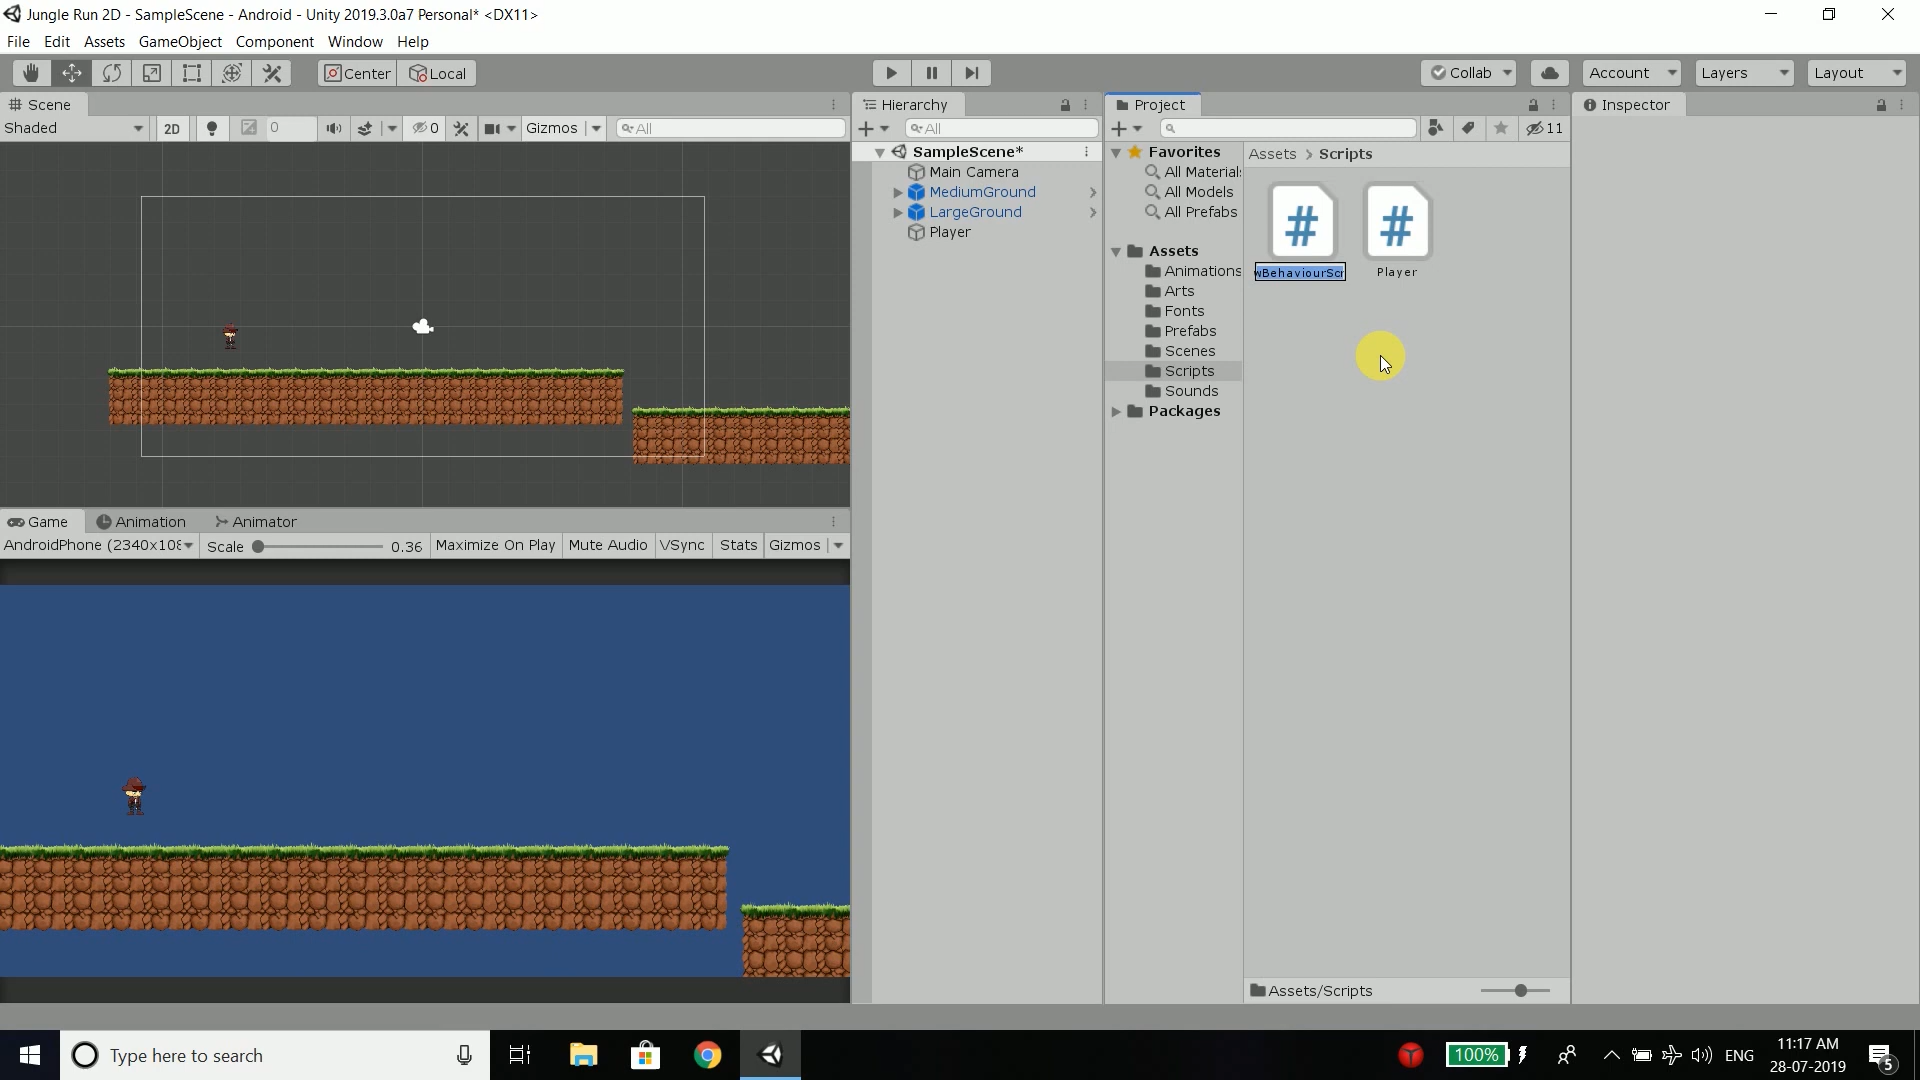 Jungle Run 2D - SampleScene - Android - Unity 2019.3.0a7 Personal* <DX11>
File Edit Assets GameObject Component Window Help
Center Local Collab Account Layers Layout
Scene Hierarchy Project Inspector
Shaded 2D 0 0 Gizmos All All 11
SampleScene*
Main Camera
MediumGround
LargeGround
Player
Favorites
All Material
All Models
All Prefabs
Assets
Animations
Arts
Fonts
Prefabs
Scenes
Scripts
Sounds
Packages
Assets > Scripts
# #
wBehaviourScr Player
Game Animation Animator
AndroidPhone (2340x108 Scale 0.36 Maximize On Play Mute Audio VSync Stats Gizmos
Assets/Scripts
Type here to search
100% ENG 11:17 AM
28-07-2019
5